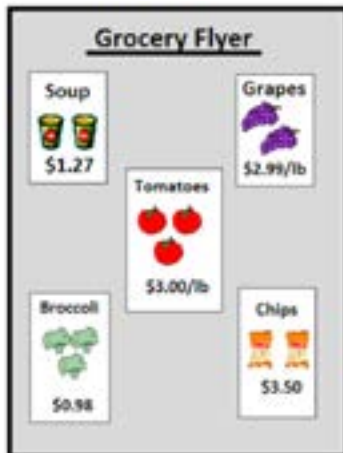 Grocery Flyer
Soup
$1.27
Grapes
$2.99/lb
Tomatoes
$3.00/lb
Broccoli
$0.98
Chips
$3.50